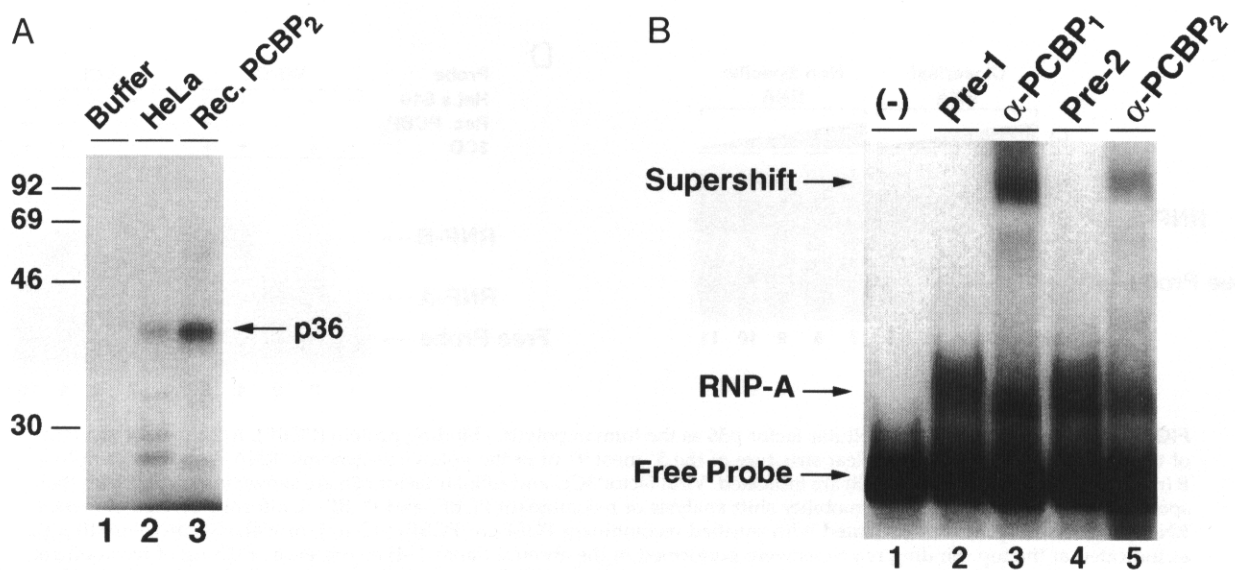 A
Buffer
HeLa
Rec. PCBP2
92
69
46
30
p36
1 2 3
B
(-)
Pre-1
α-PCBP1
Pre-2
α-PCBP2
Supershift
RNP-A
Free Probe
1 2 3 4 5